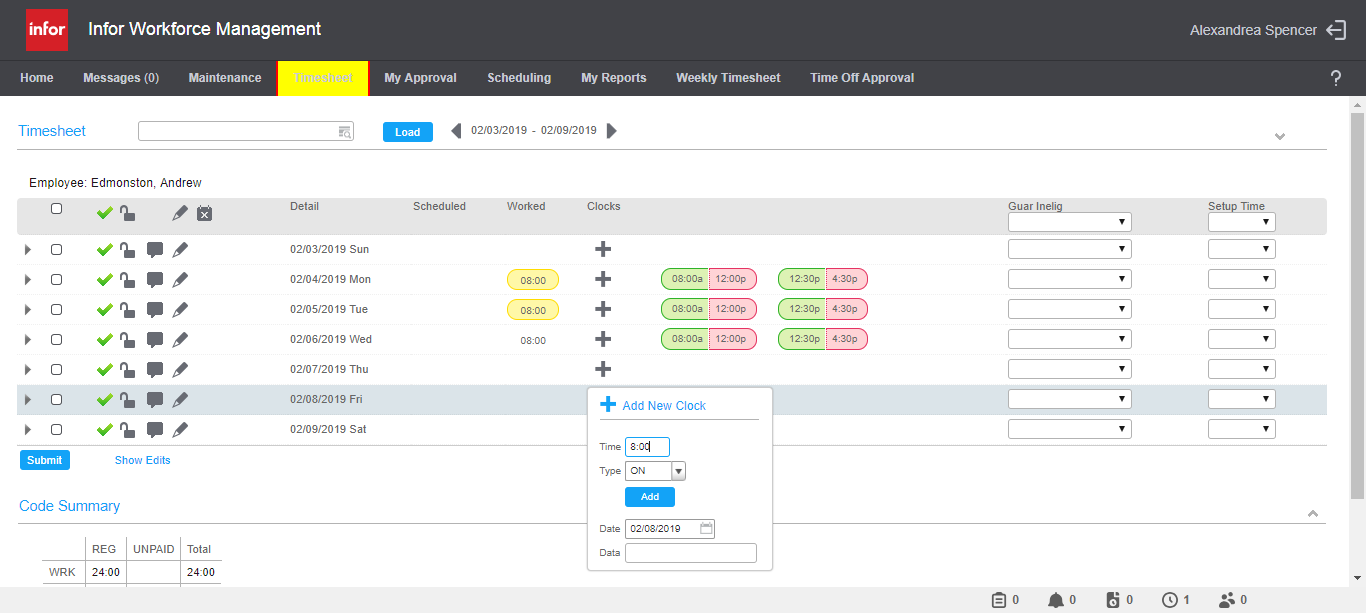 infor Infor Workforce Management Alexandrea Spencer
Home Messages (0) Maintenance Timesheet My Approval Scheduling My Reports Weekly Timesheet Time Off Approval ?
Timesheet Load 02/03/2019 - 02/09/2019
Employee: Edmonston, Andrew
Detail Scheduled Worked Clocks Guar Inelig Setup Time
02/03/2019 Sun
02/04/2019 Mon 08:00 08:00a 12:00p 12:30p 4:30p
02/05/2019 Tue 08:00 08:00a 12:00p 12:30p 4:30p
02/06/2019 Wed 08:00 08:00a 12:00p 12:30p 4:30p
02/07/2019 Thu
02/08/2019 Fri
02/09/2019 Sat
Add New Clock
Time 8:00
Type ON
Add
Date 02/08/2019
Data
Submit Show Edits
Code Summary
REG UNPAID Total
WRK 24:00 24:00
0 0 0 1 0